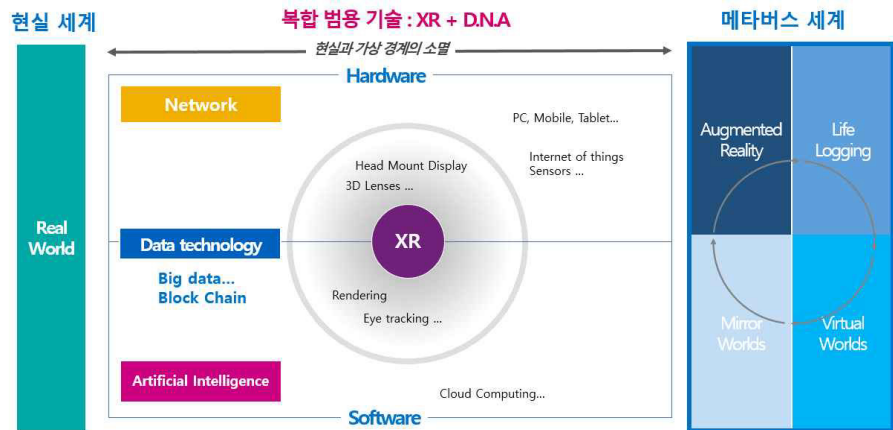 현실 세계
복합 범용 기술 : XR + D.N.A
메타버스 세계
현실과 가상 경계의 소멸
Hardware
Network
PC, Mobile, Tablet...
Internet of things
Sensors ...
Head Mount Display
3D Lenses ...
Real
World
Data technology
XR
Big data...
Block Chain
Rendering
Eye tracking ...
Artificial Intelligence
Cloud Computing...
Software
Augmented
Reality
Life
Logging
Mirror
Worlds
Virtual
Worlds